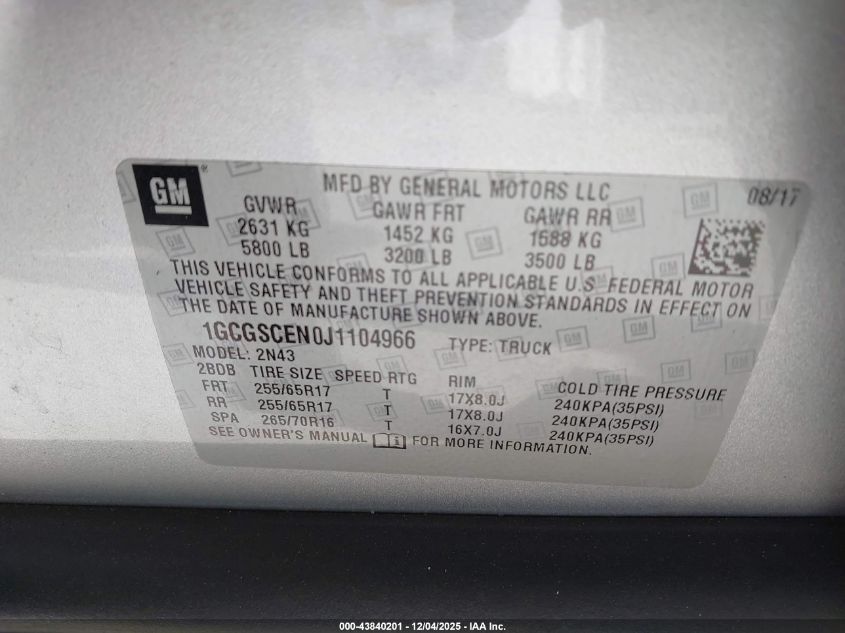 GM
MFD BY GENERAL MOTORS LLC 08/17
GVWR GAWR FRT GAWR RR
2631 KG 1452 KG 1588 KG
5800 LB 3200 LB 3500 LB
THIS VEHICLE CONFORMS TO ALL APPLICABLE U.S. FEDERAL MOTOR
VEHICLE SAFETY AND THEFT PREVENTION STANDARDS IN EFFECT ON
THE DATE OF MANUFACTURE SHOWN ABOVE.
1GCGSCEN0J1104966 TYPE: TRUCK
MODEL: 2N43
2BDB TIRE SIZE SPEED RTG RIM COLD TIRE PRESSURE
FRT 255/65R17 T 17X8.0J 240KPA(35PSI)
RR 255/65R17 T 17X8.0J 240KPA(35PSI)
SPA 265/70R16 T 16X7.0J 240KPA(35PSI)
SEE OWNER'S MANUAL FOR MORE INFORMATION.
000-43840201 - 12/04/2025 - IAA Inc.